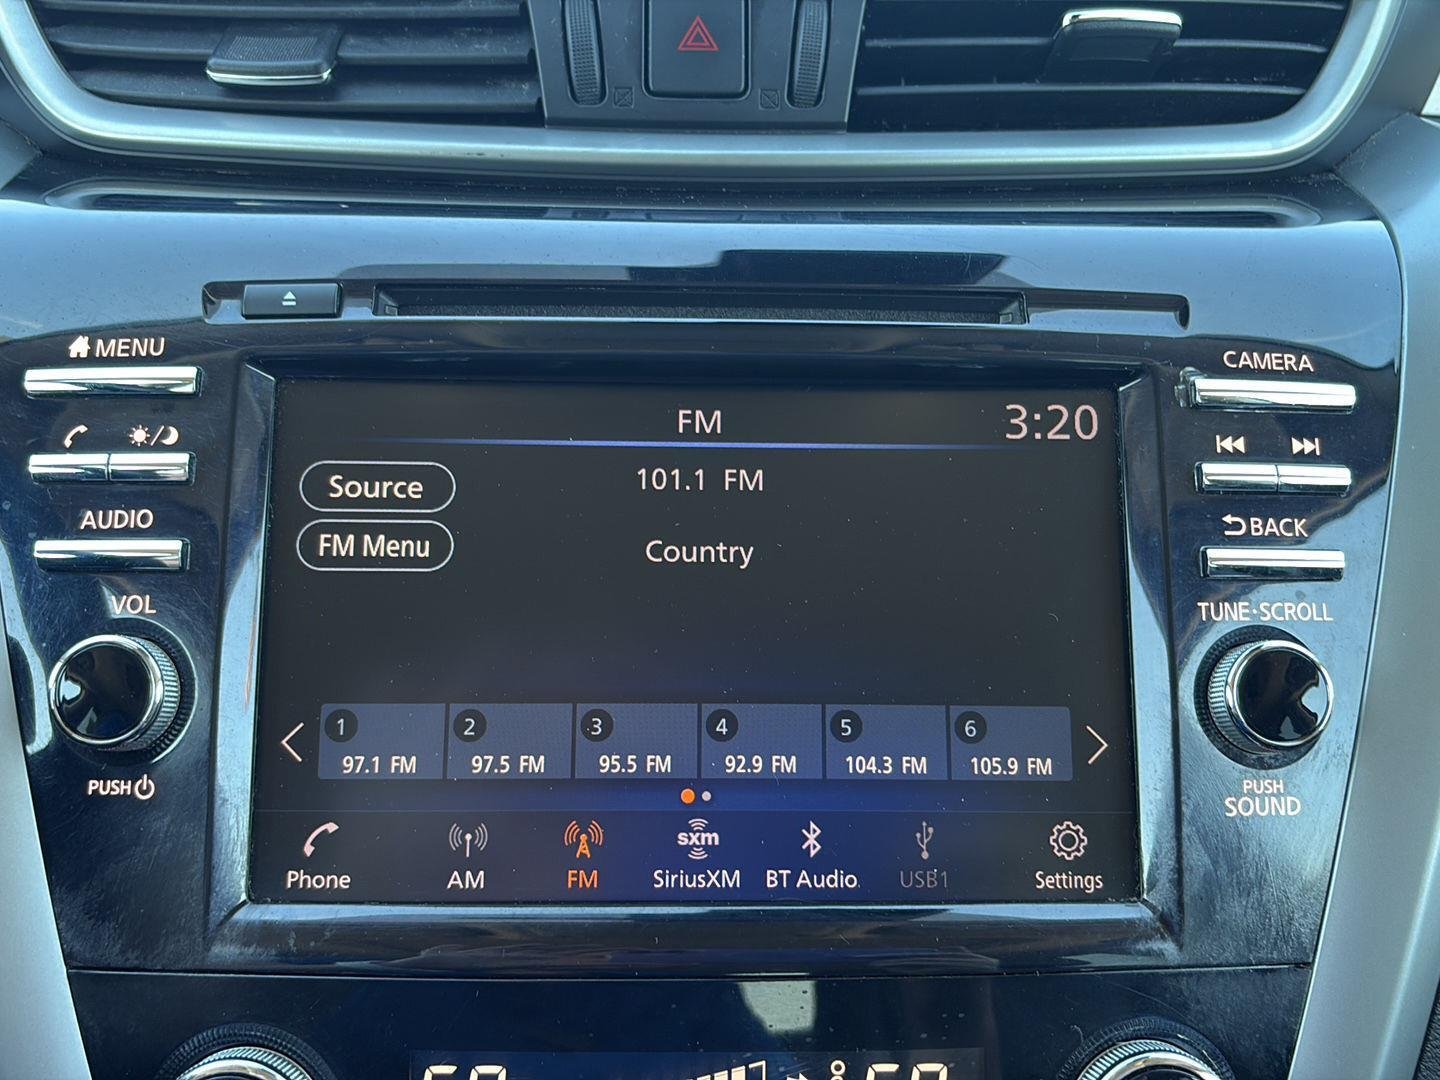 MENU
CAMERA
FM
3:20
Source
101.1 FM
FM Menu
Country
AUDIO
BACK
VOL
TUNE·SCROLL
1
2
3
4
5
6
97.1 FM
97.5 FM
95.5 FM
92.9 FM
104.3 FM
105.9 FM
PUSH
PUSH
SOUND
sxm
Phone
AM
FM
SiriusXM
BT Audio
USB1
Settings